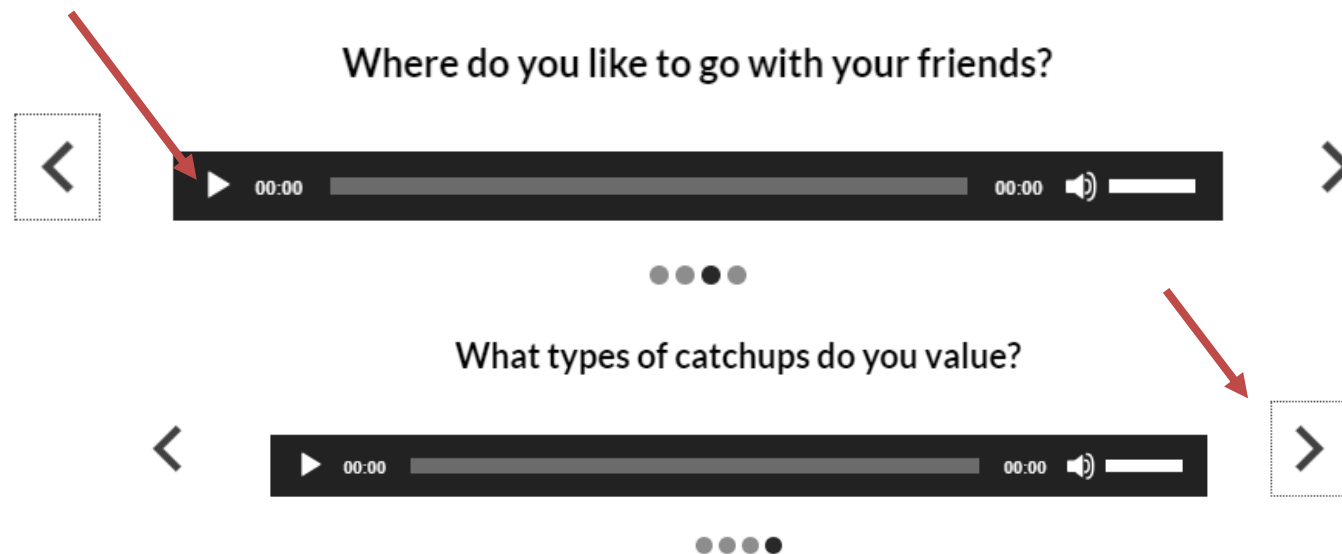 Where do you like to go with your friends?
00:00 00:00
What types of catchups do you value?
00:00 00:00